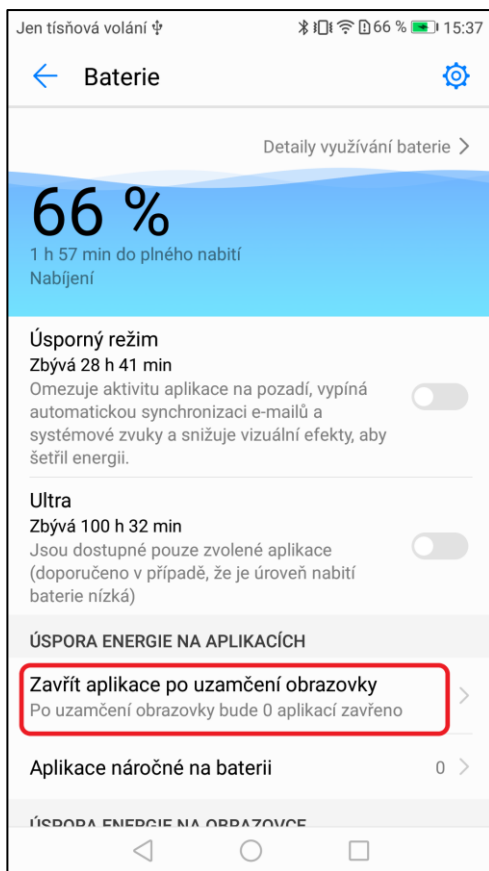 Jen tísňová volání 66 % 15:37
Baterie
Detaily využívání baterie
66 %
1 h 57 min do plného nabití
Nabíjení
Úsporný režim
Zbývá 28 h 41 min
Omezuje aktivitu aplikace na pozadí, vypíná
automatickou synchronizaci e-mailů a
systémové zvuky a snižuje vizuální efekty, aby
šetřil energii.
Ultra
Zbývá 100 h 32 min
Jsou dostupné pouze zvolené aplikace
(doporučeno v případě, že je úroveň nabití
baterie nízká)
ÚSPORA ENERGIE NA APLIKACÍCH
Zavřít aplikace po uzamčení obrazovky
Po uzamčení obrazovky bude 0 aplikací zavřeno
Aplikace náročné na baterii 0
ÚSPORA ENERGIE NA OBRAZOVCE